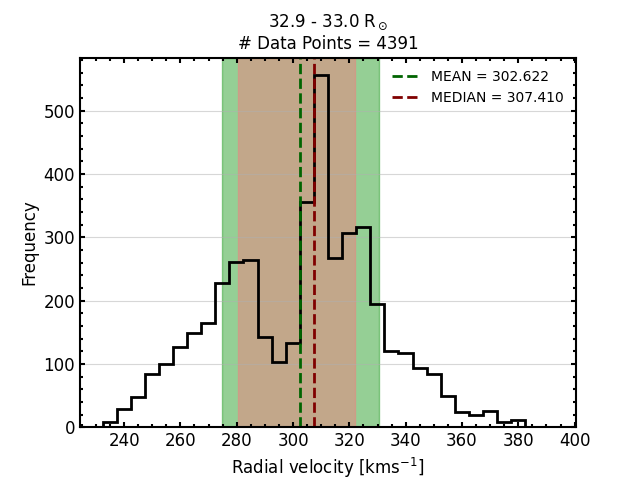 32.9 - 33.0 R⊙
# Data Points = 4391
MEAN = 302.622
MEDIAN = 307.410
Frequency
500
400
300
200
100
0
240 260 280 300 320 340 360 380 400
Radial velocity [kms⁻¹]